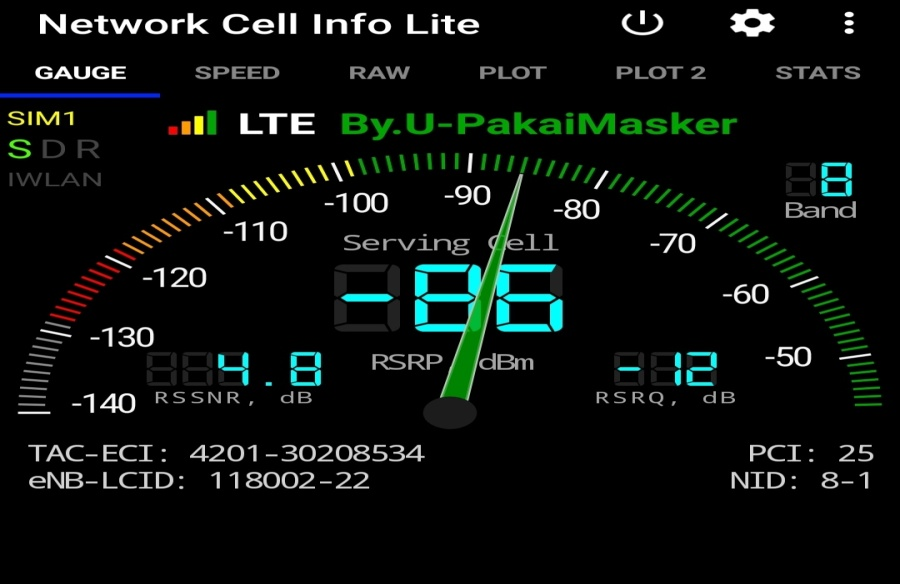 Network Cell Info Lite
GAUGE SPEED RAW PLOT PLOT 2 STATS
SIM1
LTE By.U-PakaiMasker
S D R
IWLAN
8
Band
-140
-130
-120
-110
-100
-90
-80
-70
-60
-50
Serving Cell
-86
RSRP, dBm
4.8
RSSNR, dB
-12
RSRQ, dB
TAC-ECI: 4201-30208534
PCI: 25
eNB-LCID: 118002-22
NID: 8-1